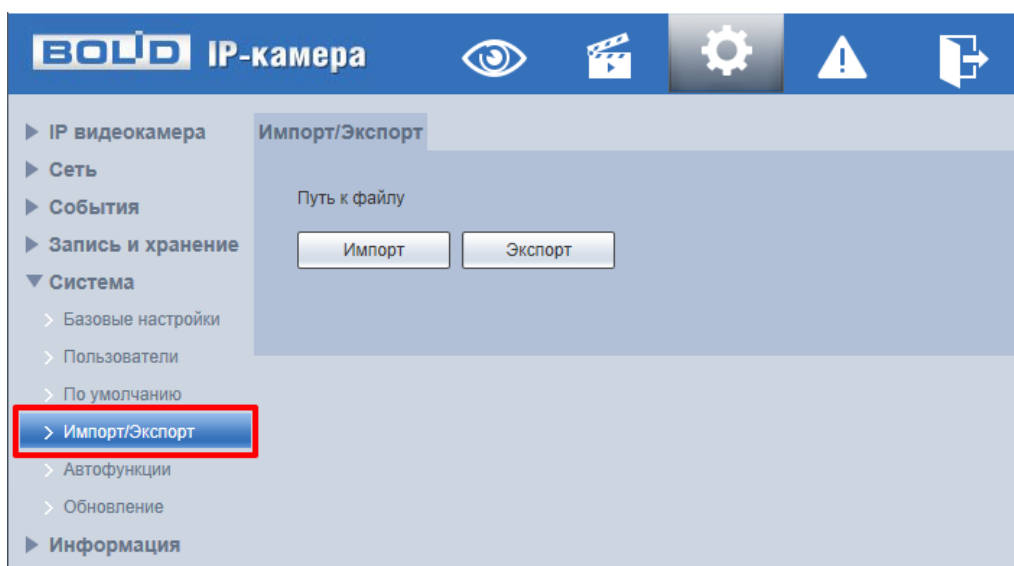 BOLID IP-камера
IP видеокамера
Сеть
События
Запись и хранение
Система
Базовые настройки
Пользователи
По умолчанию
Импорт/Экспорт
Автофункции
Обновление
Информация
Импорт/Экспорт
Путь к файлу
Импорт Экспорт